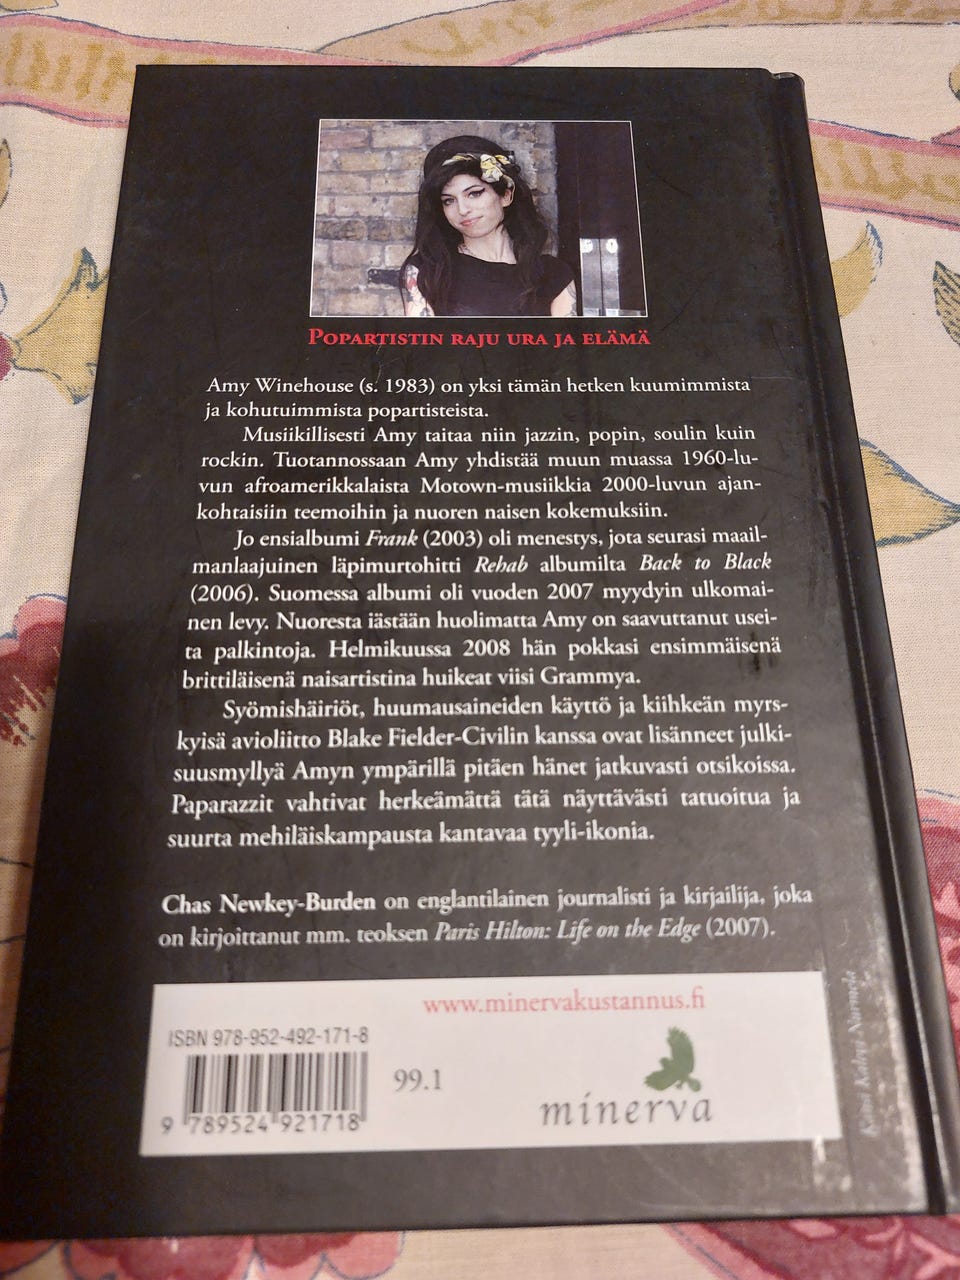 Popartistin raju ura ja elämä
Amy Winehouse (s. 1983) on yksi tämän hetken kuumimmista
ja kohutuimmista popartisteista.
Musiikillisesti Amy taitaa niin jazzin, popin, soulin kuin
rockin. Tuotannossaan Amy yhdistää muun muassa 1960-lu-
vun afroamerikkalaista Motown-musiikkia 2000-luvun ajan-
kohtaisiin teemoihin ja nuoren naisen kokemuksiin.
Jo ensialbumi Frank (2003) oli menestys, jota seurasi maail-
manlaajuinen läpimurtohitti Rehab albumilta Back to Black
(2006). Suomessa albumi oli vuoden 2007 myydyin ulkomai-
nen levy. Nuoresta iästään huolimatta Amy on saavuttanut usei-
ta palkintoja. Helmikuussa 2008 hän pokkasi ensimmäisenä
brittiläisenä naisartistina huikeat viisi Grammya.
Syömishäiriöt, huumausaineiden käyttö ja kiihkeän myrs-
kyisä avioliitto Blake Fielder-Civilin kanssa ovat lisänneet julki-
suusmyllyä Amyn ympärillä pitäen hänet jatkuvasti otsikoissa.
Paparazzit vahtivat herkeämättä tätä näyttävästi tatuoitua ja
suurta mehiläiskampausta kantavaa tyyli-ikonia.
Chas Newkey-Burden on englantilainen journalisti ja kirjailija, joka
on kirjoittanut mm. teoksen Paris Hilton: Life on the Edge (2007).
www.minervakustannus.fi
ISBN 978-952-492-171-8
99.1
9 789524 921718
minerva
Kalevi Nurmela